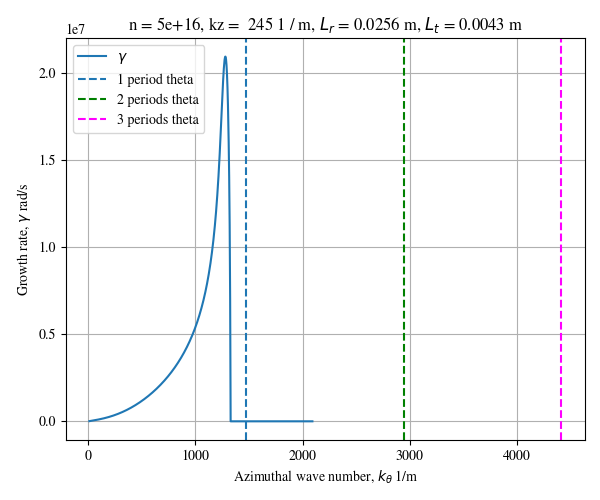 n = 5e+16, kz =  245 1 / m, L_r = 0.0256 m, L_t = 0.0043 m
1e7
γ
1 period theta
2 periods theta
3 periods theta
2.0
1.5
1.0
0.5
0.0
Growth rate, γ rad/s
0 1000 2000 3000 4000
Azimuthal wave number, k_θ 1/m